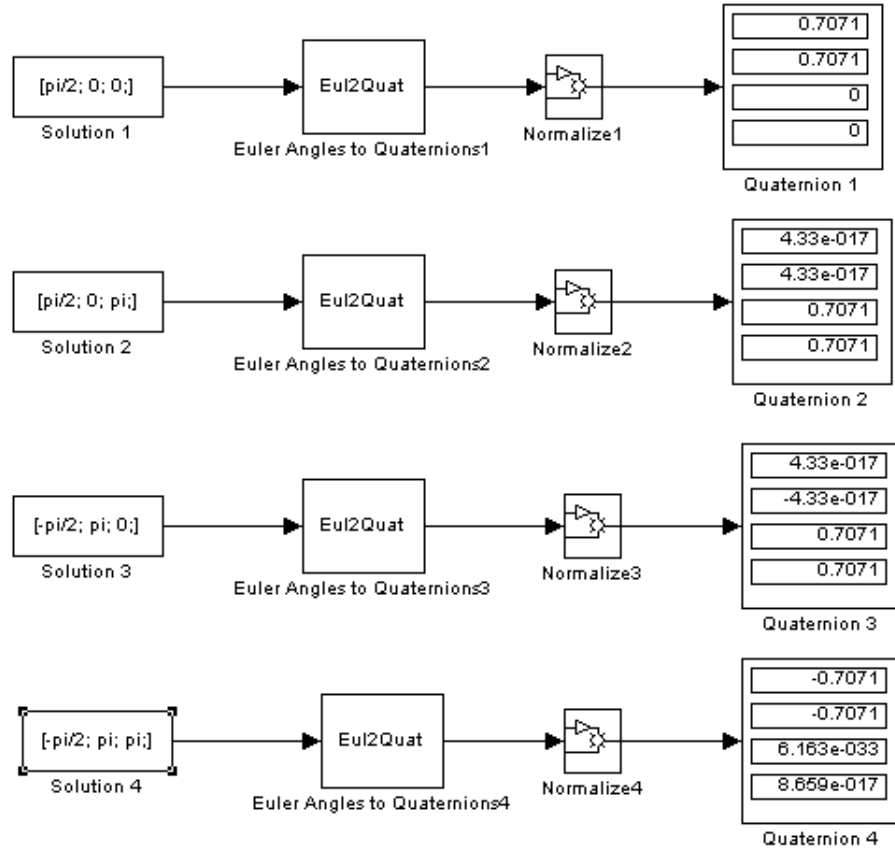 0.7071
0.7071
0
0
[pi/2; 0; 0;]
Eul2Quat
Solution 1
Euler Angles to Quaternions1
Normalize1
Quaternion 1
4.33e-017
4.33e-017
0.7071
0.7071
[pi/2; 0; pi;]
Eul2Quat
Solution 2
Euler Angles to Quaternions2
Normalize2
Quaternion 2
4.33e-017
-4.33e-017
0.7071
0.7071
[-pi/2; pi; 0;]
Eul2Quat
Solution 3
Euler Angles to Quaternions3
Normalize3
Quaternion 3
-0.7071
-0.7071
6.163e-033
8.659e-017
[-pi/2; pi; pi;]
Eul2Quat
Solution 4
Euler Angles to Quaternions4
Normalize4
Quaternion 4